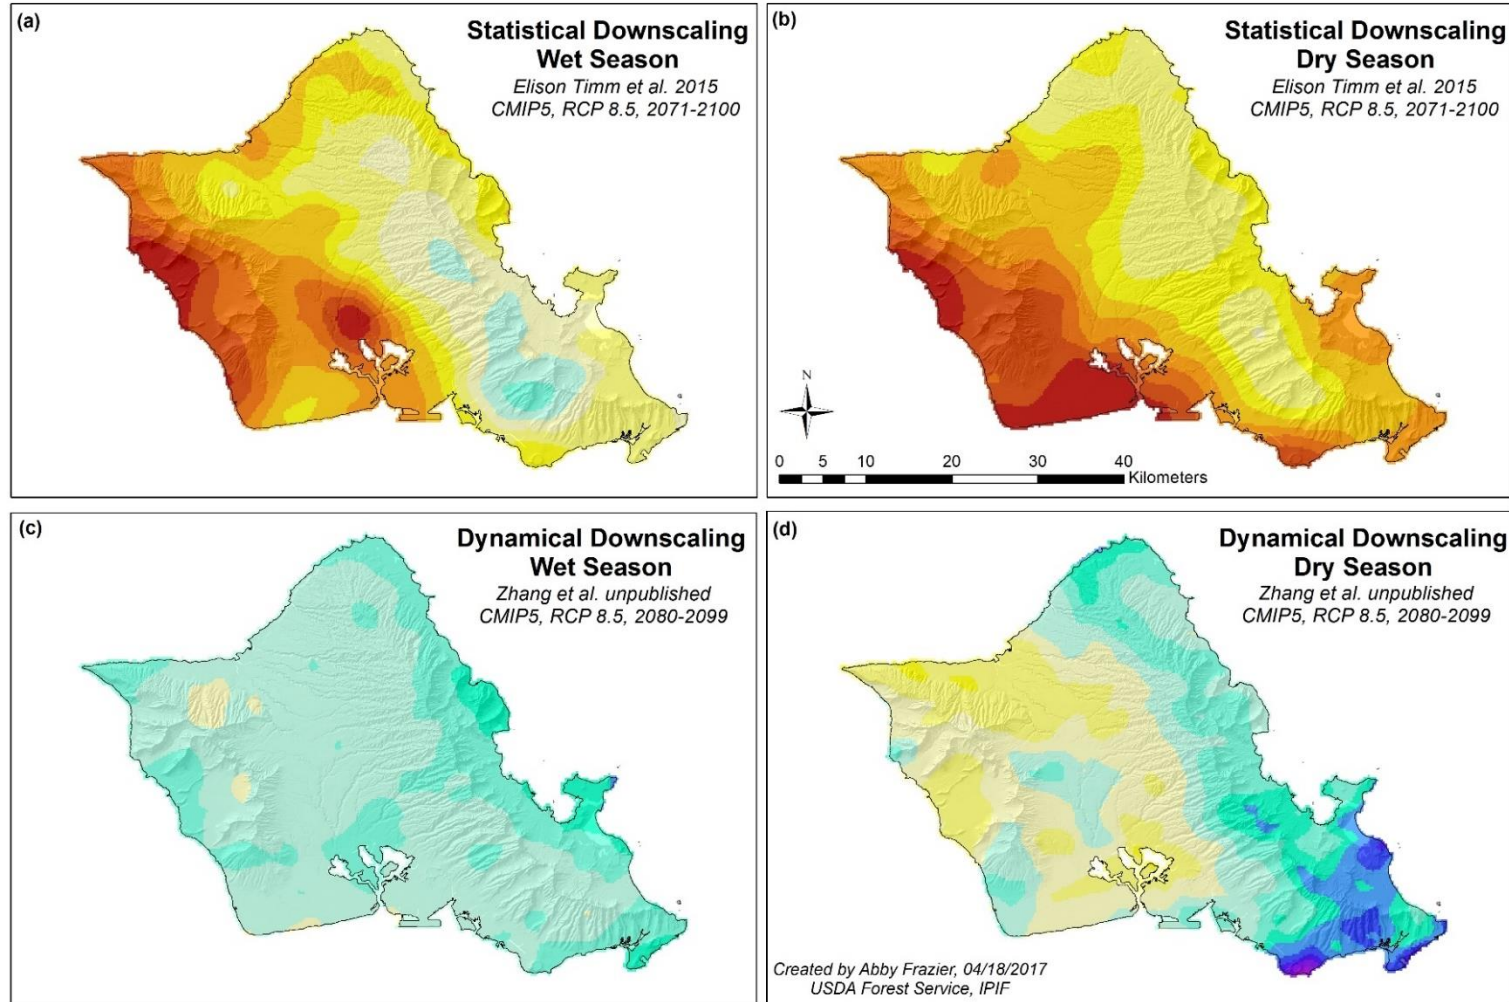 (a)
Statistical Downscaling
Wet Season
Elison Timm et al. 2015
CMIP5, RCP 8.5, 2071-2100
(b)
Statistical Downscaling
Dry Season
Elison Timm et al. 2015
CMIP5, RCP 8.5, 2071-2100
N
0 5 10 20 30 40
Kilometers
(c)
Dynamical Downscaling
Wet Season
Zhang et al. unpublished
CMIP5, RCP 8.5, 2080-2099
(d)
Dynamical Downscaling
Dry Season
Zhang et al. unpublished
CMIP5, RCP 8.5, 2080-2099
Created by Abby Frazier, 04/18/2017
USDA Forest Service, IPIF